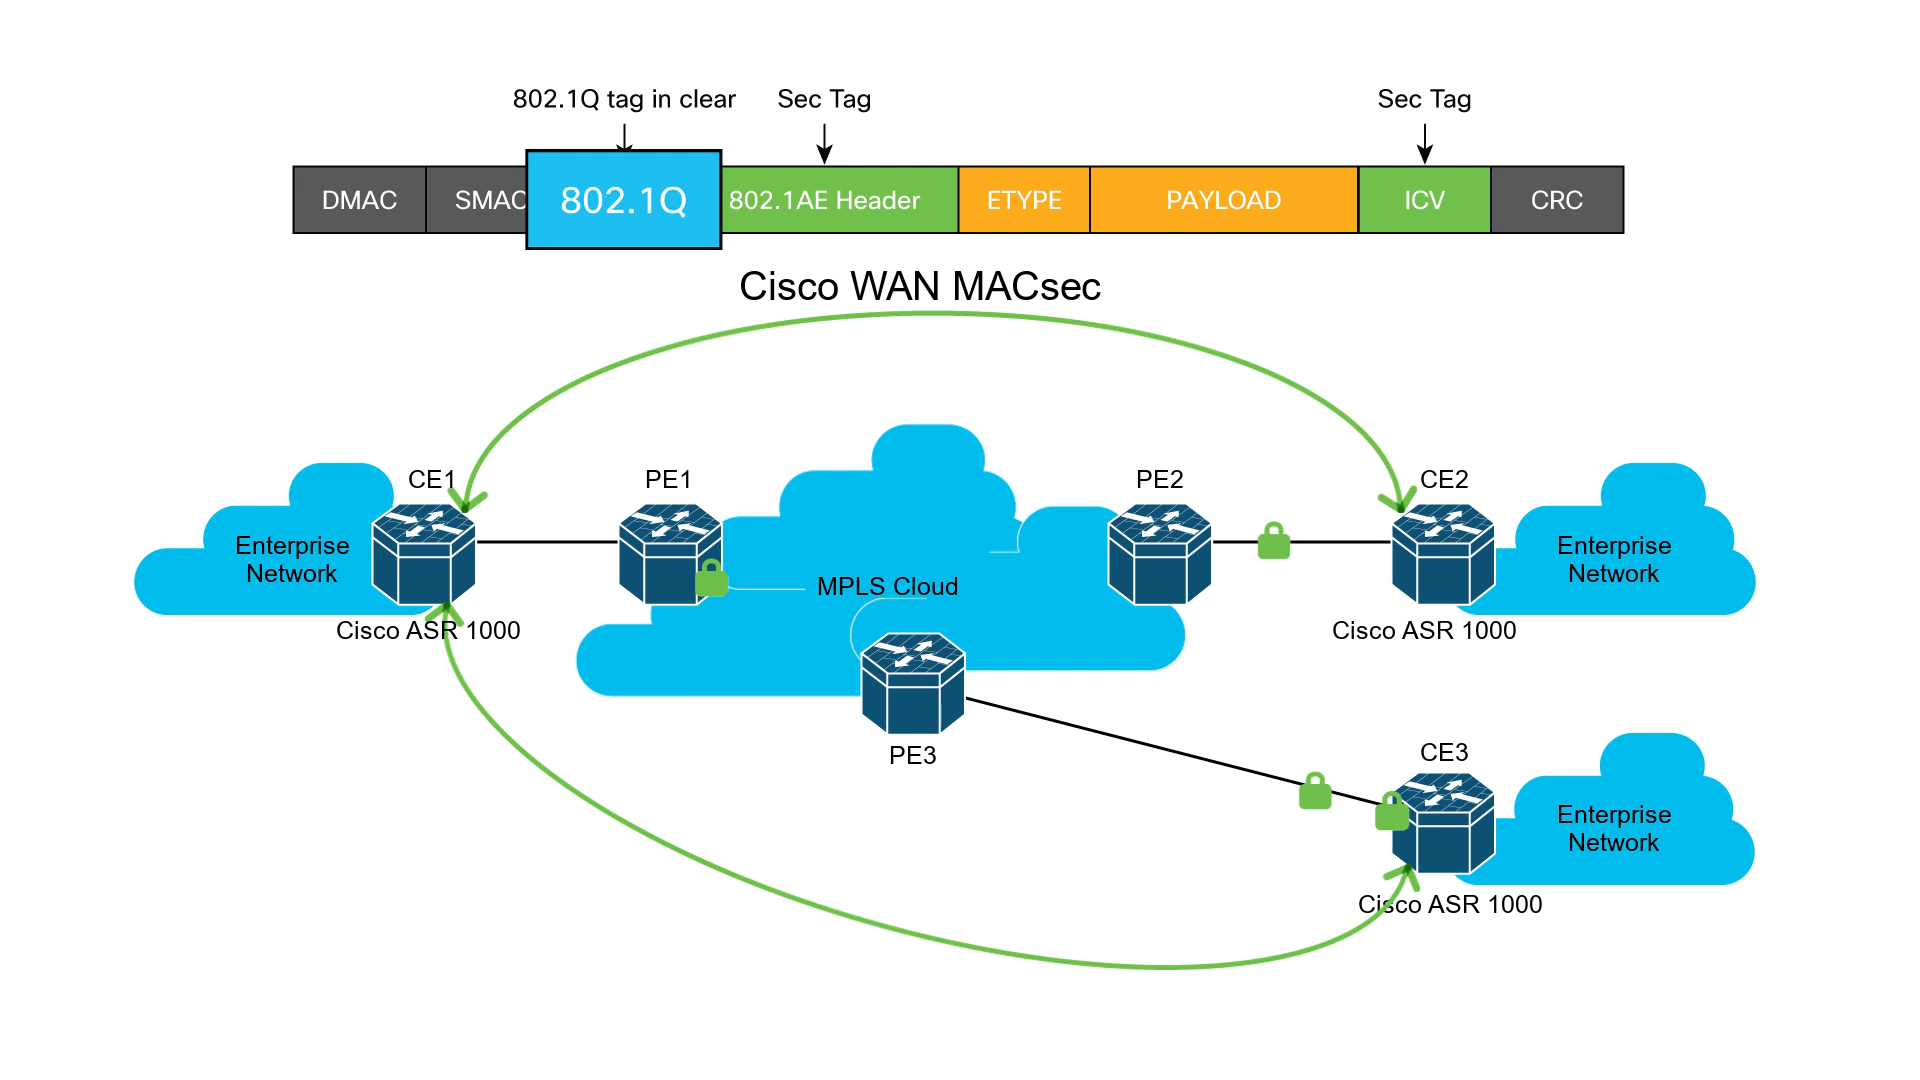 802.1Q tag in clear
Sec Tag
Sec Tag
DMAC
SMAC
802.1Q
802.1AE Header
ETYPE
PAYLOAD
ICV
CRC
Cisco WAN MACsec
CE1
PE1
PE2
CE2
Enterprise
Network
Enterprise
Network
MPLS Cloud
Cisco ASR 1000
Cisco ASR 1000
PE3
CE3
Enterprise
Network
Cisco ASR 1000